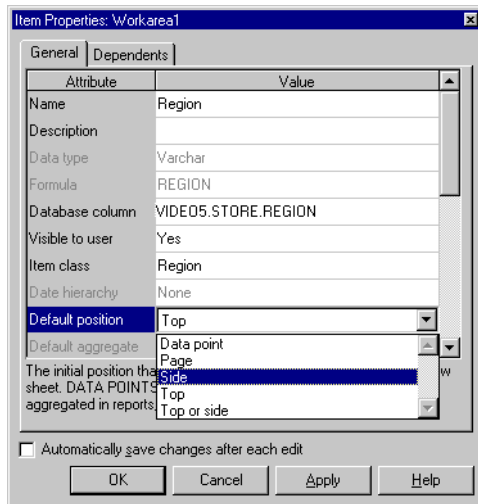 Item Properties: Workarea1
General Dependents
Attribute Value
Name Region
Description
Data type Varchar
Formula REGION
Database column VIDEO5.STORE.REGION
Visible to user Yes
Item class Region
Date hierarchy None
Default position Top
Default aggregate Data point
Page
The initial position tha w
Side
sheet. DATA POINTS
Top
aggregated in reports.
Top or side
Automatically save changes after each edit
OK Cancel Apply Help